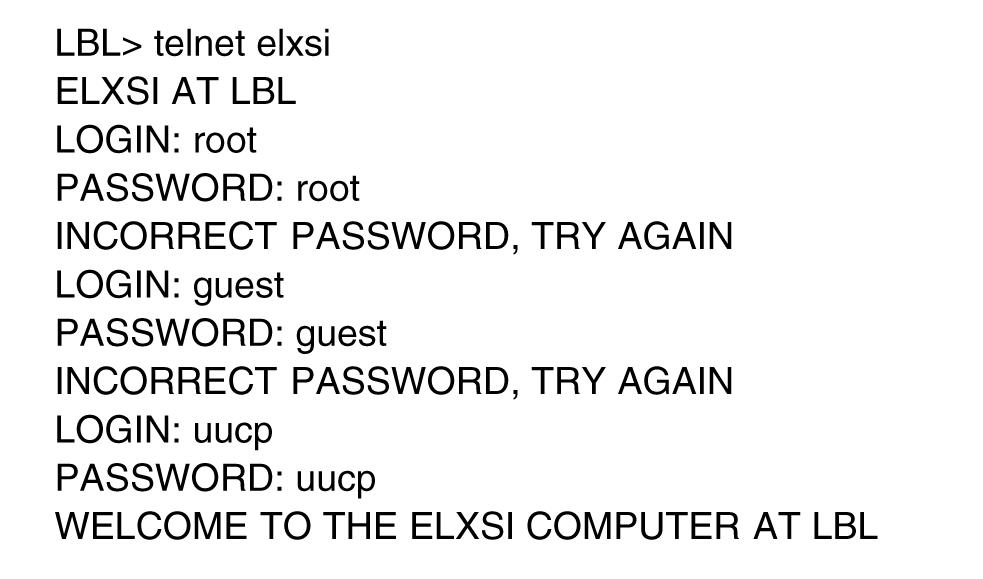 LBL> telnet elxsi
ELXSI AT LBL
LOGIN: root
PASSWORD: root
INCORRECT PASSWORD, TRY AGAIN
LOGIN: guest
PASSWORD: guest
INCORRECT PASSWORD, TRY AGAIN
LOGIN: uucp
PASSWORD: uucp
WELCOME TO THE ELXSI COMPUTER AT LBL